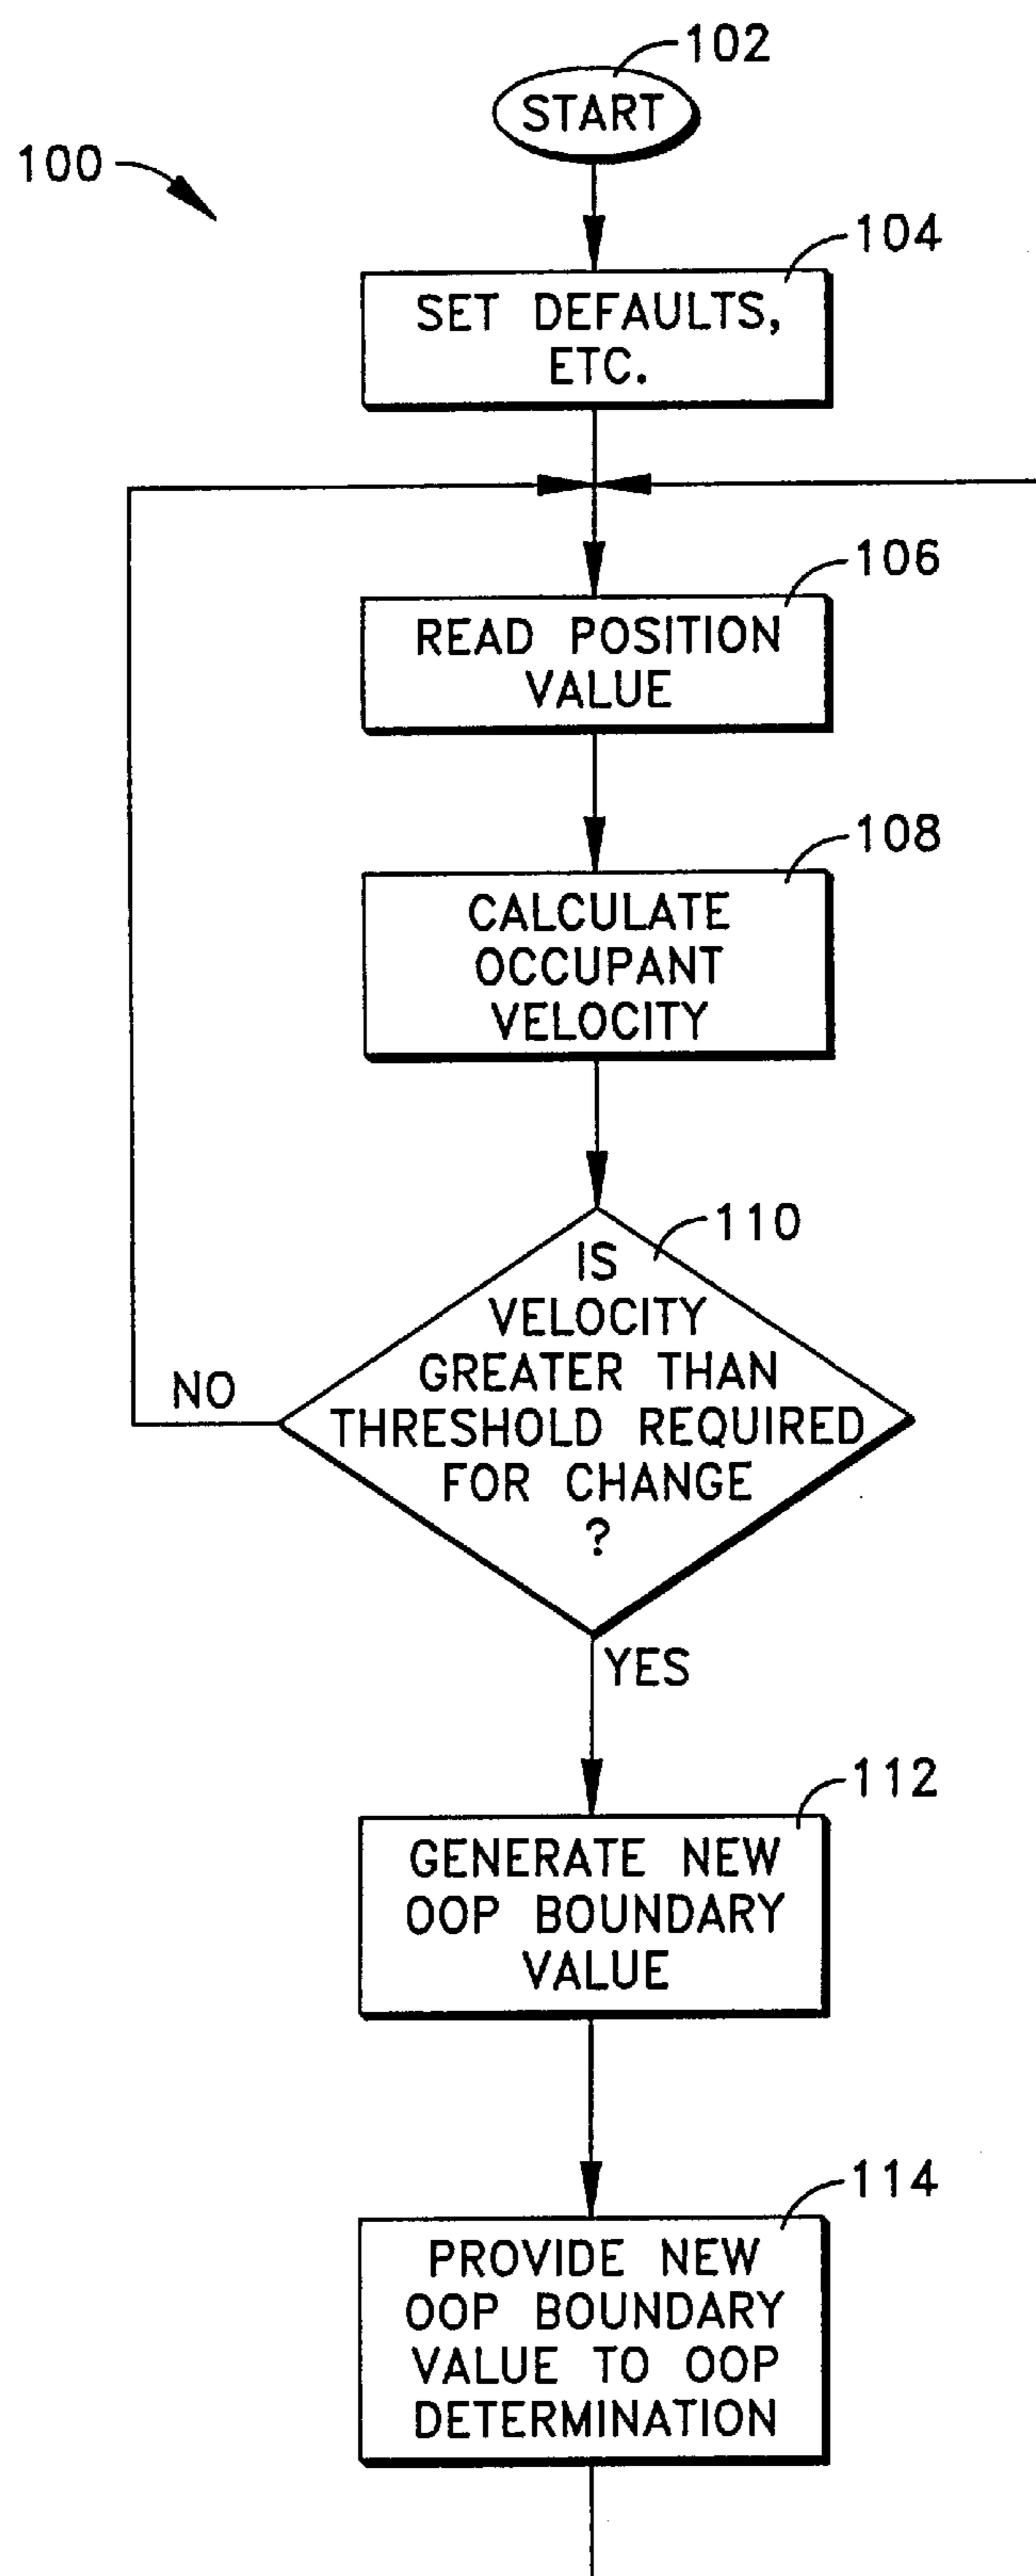 102
START
100
104
SET DEFAULTS,
ETC.
106
READ POSITION
VALUE
108
CALCULATE
OCCUPANT
VELOCITY
110
IS
VELOCITY
GREATER THAN
THRESHOLD REQUIRED
FOR CHANGE
?
NO
YES
112
GENERATE NEW
OOP BOUNDARY
VALUE
114
PROVIDE NEW
OOP BOUNDARY
VALUE TO OOP
DETERMINATION